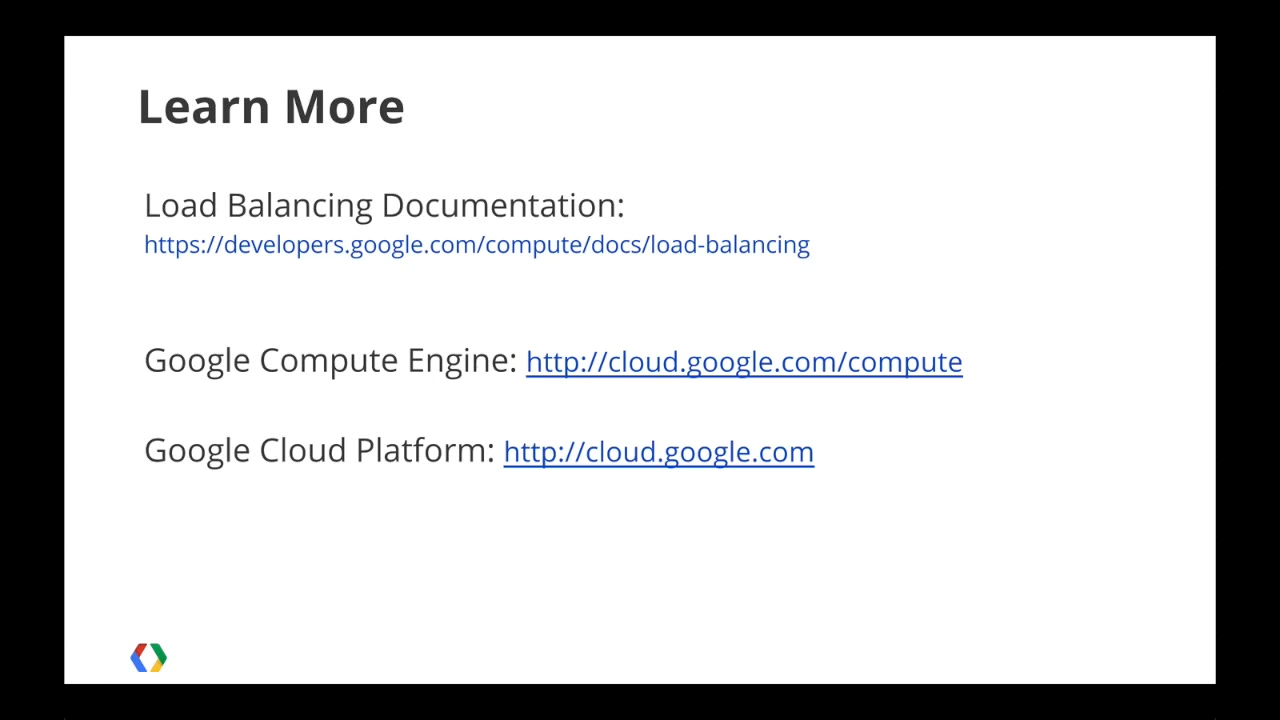 Learn More
Load Balancing Documentation:
https://developers.google.com/compute/docs/load-balancing
Google Compute Engine: http://cloud.google.com/compute
Google Cloud Platform: http://cloud.google.com